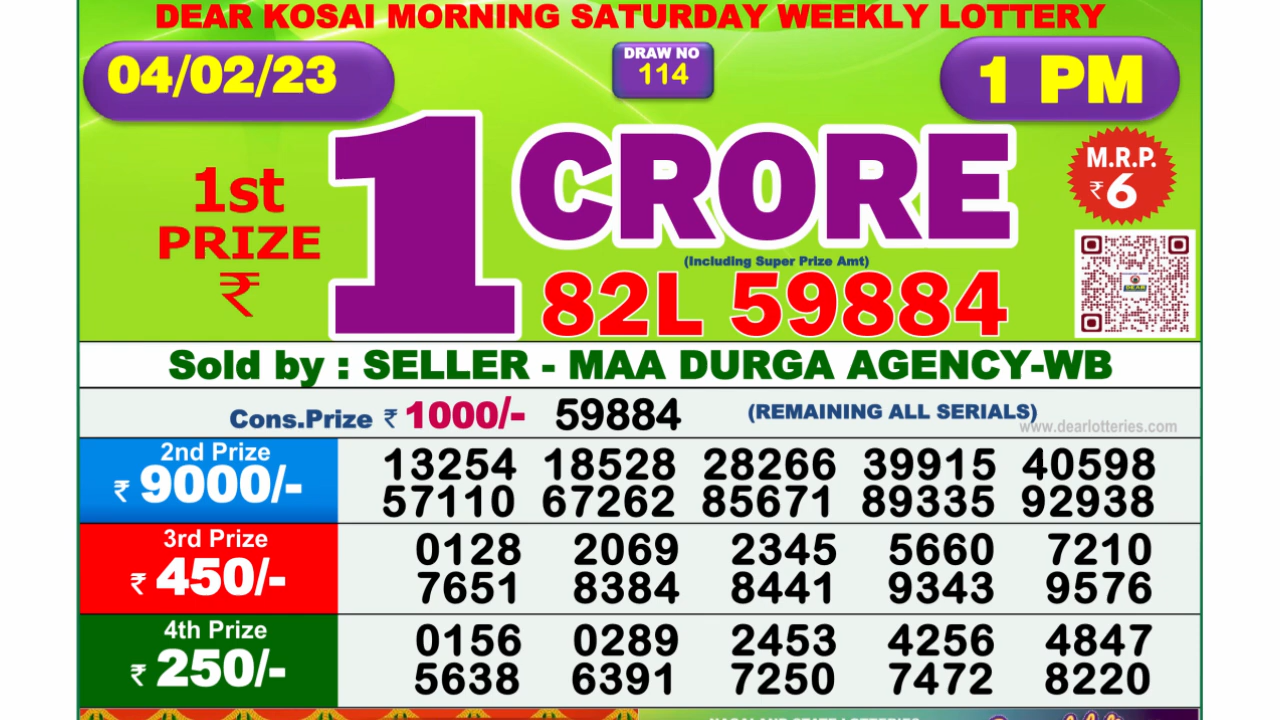 DEAR KOSAI MORNING SATURDAY WEEKLY LOTTERY
04/02/23
DRAW NO
114
1 PM
1st
PRIZE
₹
1 CRORE
M.R.P.
₹ 6
(Including Super Prize Amt)
82L 59884
Sold by : SELLER - MAA DURGA AGENCY-WB
Cons.Prize ₹ 1000/- 59884 (REMAINING ALL SERIALS)
www.dearlotteries.com
2nd Prize
₹ 9000/-
13254 18528 28266 39915 40598
57110 67262 85671 89335 92938
3rd Prize
₹ 450/-
0128 2069 2345 5660 7210
7651 8384 8441 9343 9576
4th Prize
₹ 250/-
0156 0289 2453 4256 4847
5638 6391 7250 7472 8220
NAGALAND STATE LOTTERIES